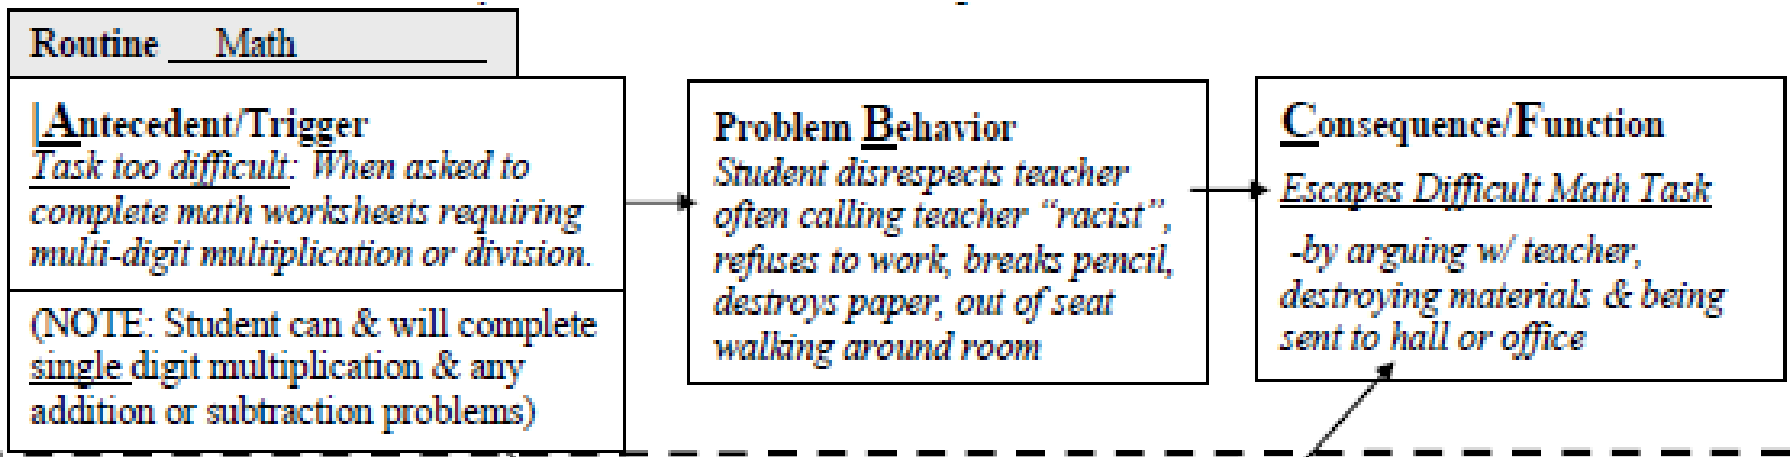 Routine Math
Antecedent/Trigger
Task too difficult: When asked to
complete math worksheets requiring
multi-digit multiplication or division.
(NOTE: Student can & will complete
single digit multiplication & any
addition or subtraction problems)
Problem Behavior
Student disrespects teacher
often calling teacher “racist”,
refuses to work, breaks pencil,
destroys paper, out of seat
walking around room
Consequence/Function
Escapes Difficult Math Task
-by arguing w/ teacher,
destroying materials & being
sent to hall or office